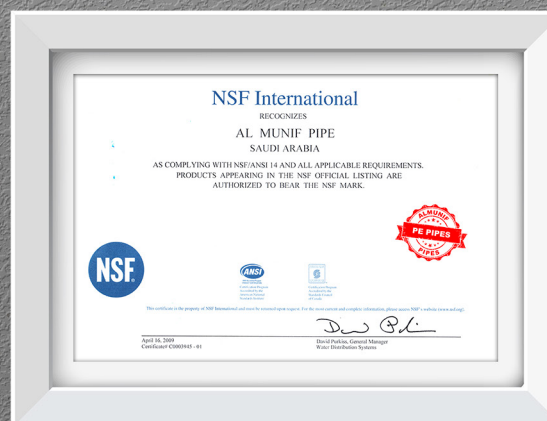 NSF International
RECOGNIZES
AL MUNIF PIPE
SAUDI ARABIA
AS COMPLYING WITH NSF/ANSI 14 AND ALL APPLICABLE REQUIREMENTS.
PRODUCTS APPEARING IN THE NSF OFFICIAL LISTING ARE
AUTHORIZED TO BEAR THE NSF MARK.
ALMUNIF
PE PIPES
PIPES
NSF
ANSI
This certificate is the property of NSF International and must be returned upon request. For the most current and complete information, please access NSF's website (www.nsf.org).
April 16, 2009
Certificate# C0003945 - 01
David Purkiss, General Manager
Water Distribution Systems